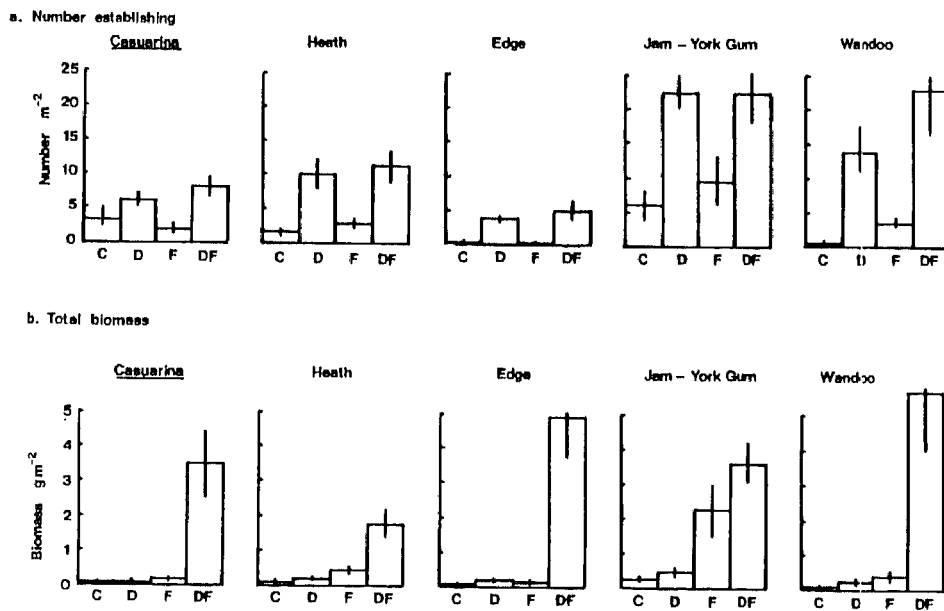 a. Number establishing
Casuarina Heath Edge Jam – York Gum Wandoo
25
20
15
10
5
0
Number m⁻²
C D F DF C D F DF C D F DF C D F DF C D F DF
b. Total biomass
Casuarina Heath Edge Jam – York Gum Wandoo
5
4
3
2
1
0
Biomass gm⁻²
C D F DF C D F DF C D F DF C D F DF C D F DF